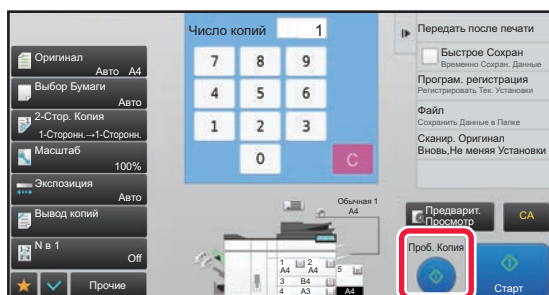 Оригинал
Авто A4
Выбор Бумаги
Авто
2-Стор. Копия
1-Сторонн.→1-Сторонн.
Масштаб
100%
Экспозиция
Авто
Вывод копий
N в 1
Off
Прочие
Число копий 1
7 8 9
4 5 6
1 2 3
0 C
Обычная 1
A4
1 A4
2 A4
3 B4
4 A3
5
A4
Передать после печати
Быстрое Сохран
Временно Сохран. Данные
Програм. регистрация
Регистрировать Тек. Установки
Файл
Сохранить Данные в Папке
Сканир. Оригинал
Вновь,Не меняя Установки
Предварит.
Просмотр
CA
Проб. Копия
Старт